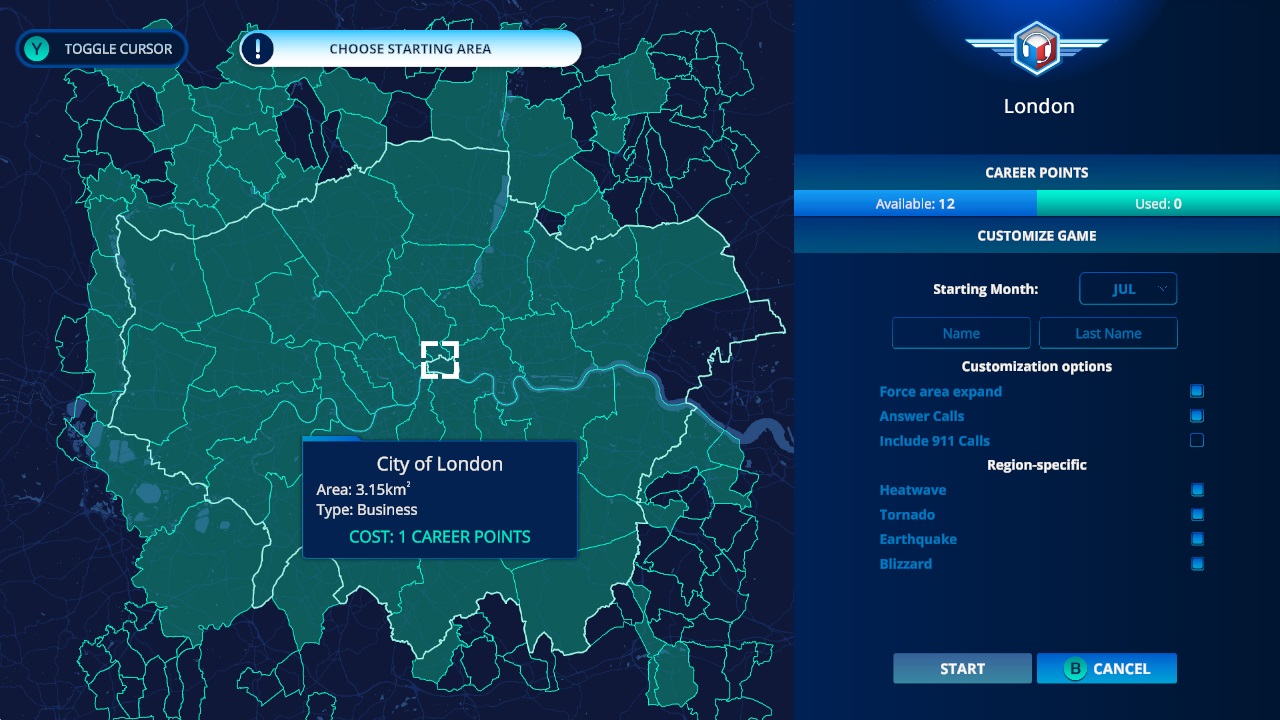 Y TOGGLE CURSOR
! CHOOSE STARTING AREA
City of London
Area: 3.15km²
Type: Business
COST: 1 CAREER POINTS
London
CAREER POINTS
Available: 12 Used: 0
CUSTOMIZE GAME
Starting Month: JUL
Name Last Name
Customization options
Force area expand
Answer Calls
Include 911 Calls
Region-specific
Heatwave
Tornado
Earthquake
Blizzard
START B CANCEL